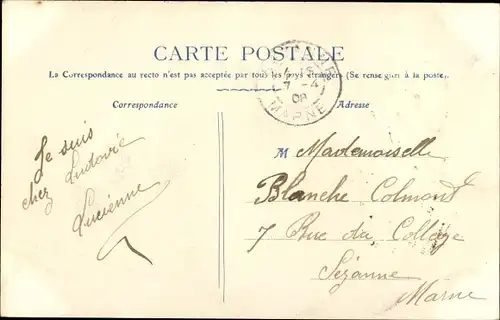 CARTE POSTALE
La Correspondance au recto n'est pas acceptée par tous les pays étrangers (Se renseigner à la poste).
Correspondance
Adresse
Je suis
chez Ludovic
Lucienne
M Mademoiselle
Blanche Colmont
7 Rue du Collège
Sézanne
Marne
7 -4
08
MARNE